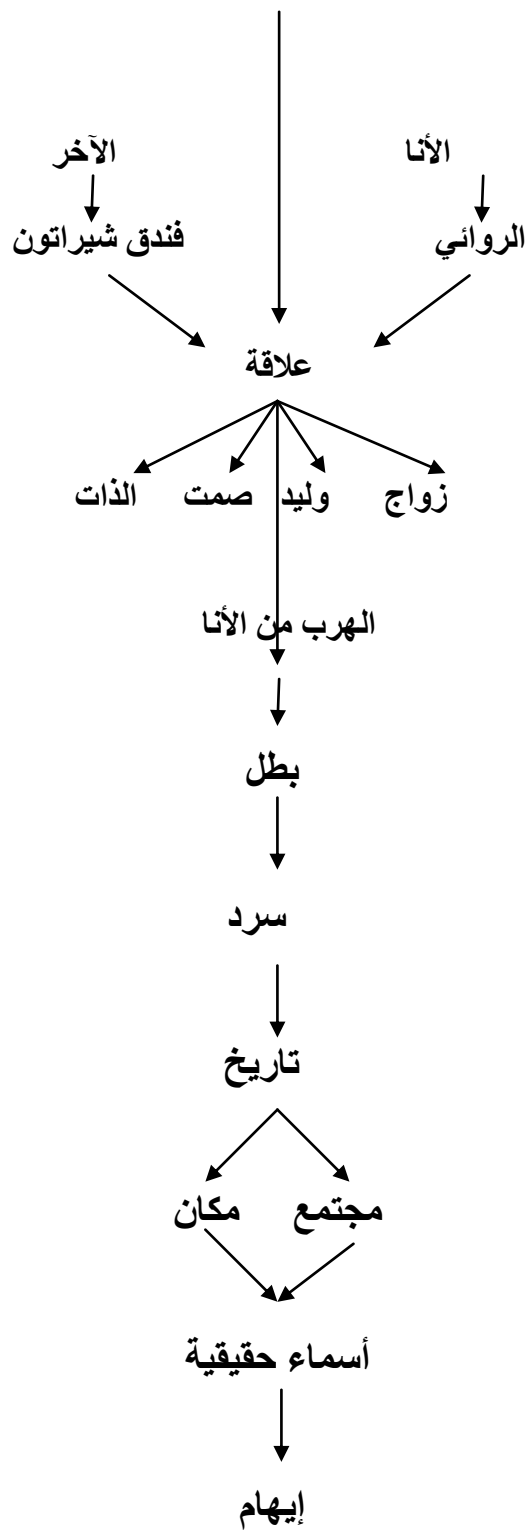 الأنا الآخر
الروائي فندق شيراتون
علاقة
زواج وليد صمت الذات
الهرب من الأنا
بطل
سرد
تاريخ
مجتمع مكان
أسماء حقيقية
إيهام